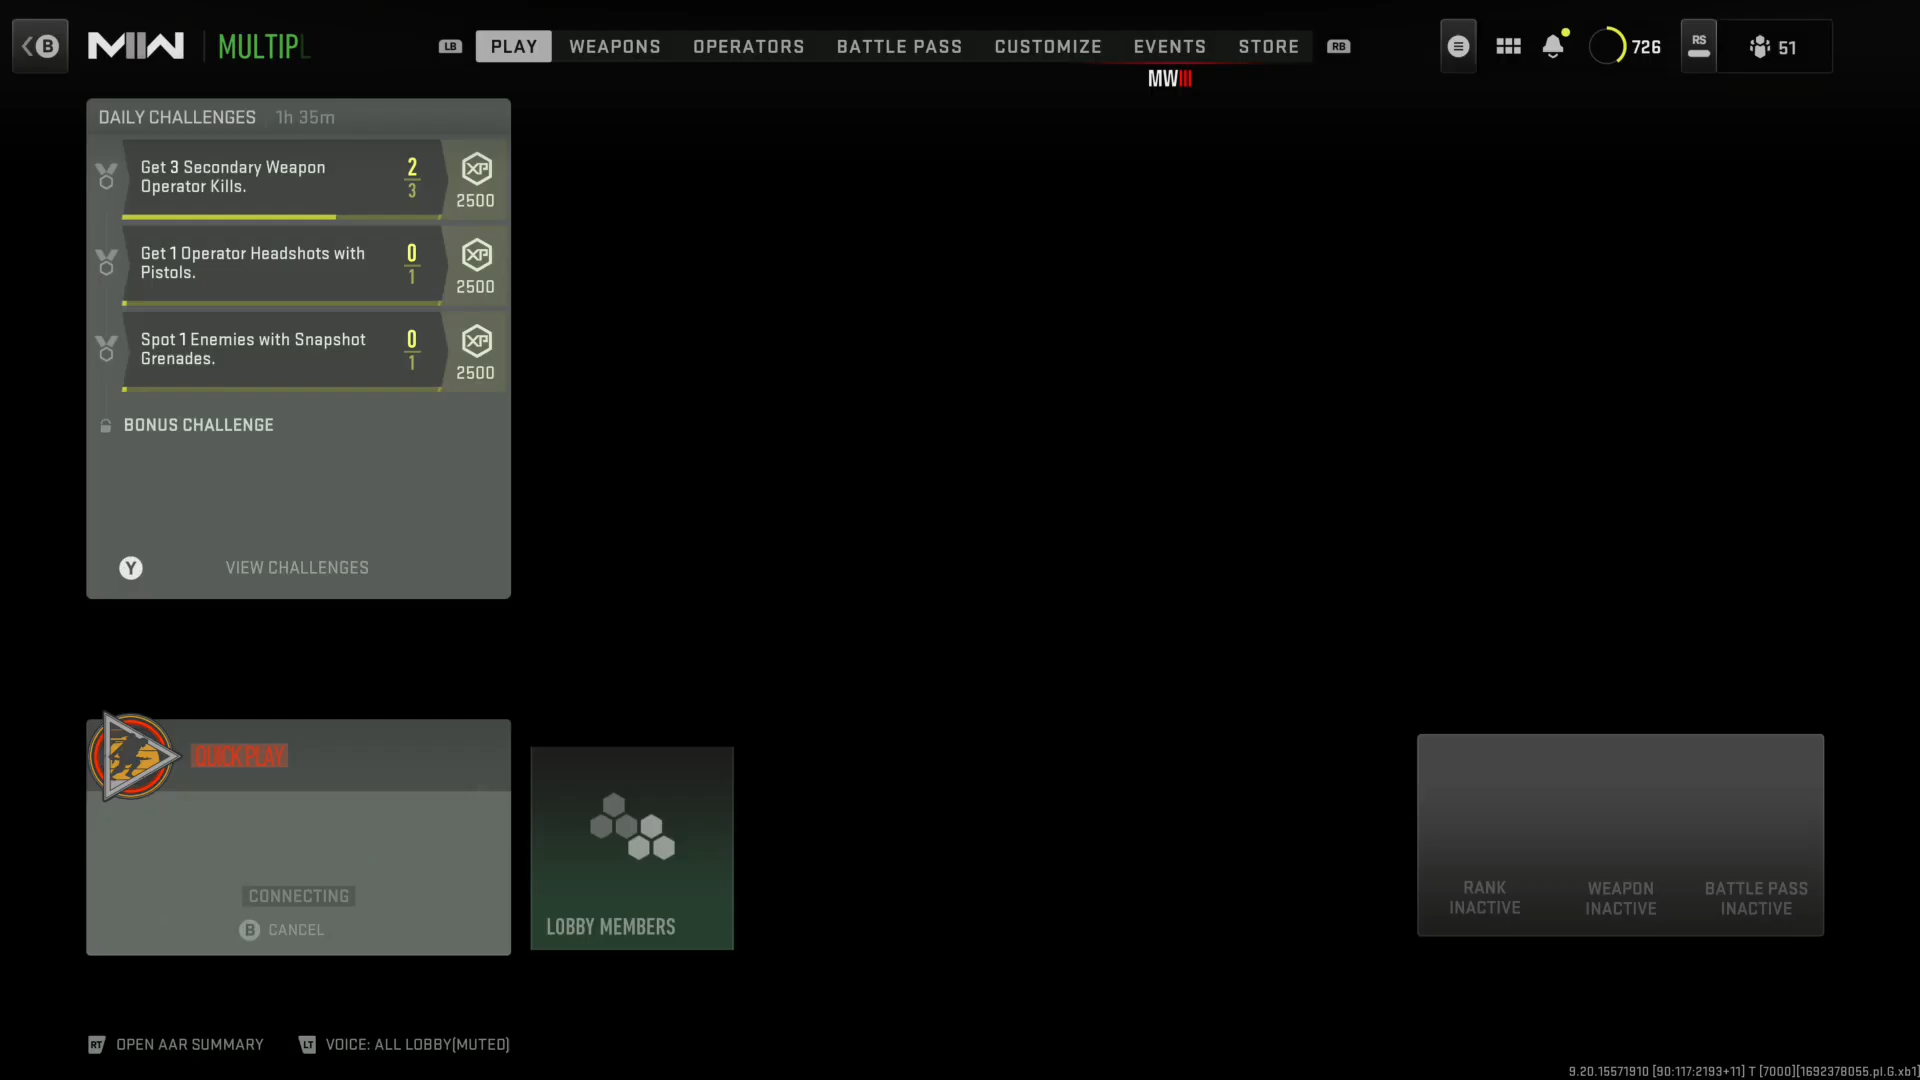 B MW MULTIPL LB PLAY WEAPONS OPERATORS BATTLE PASS CUSTOMIZE EVENTS STORE RB 726 RS 51
MWIII
DAILY CHALLENGES 1h 35m
Get 3 Secondary Weapon
Operator Kills.
2
3
XP
2500
Get 1 Operator Headshots with
Pistols.
0
1
XP
2500
Spot 1 Enemies with Snapshot
Grenades.
0
1
XP
2500
BONUS CHALLENGE
Y VIEW CHALLENGES
QUICK PLAY
CONNECTING
B CANCEL
LOBBY MEMBERS
RANK
INACTIVE
WEAPON
INACTIVE
BATTLE PASS
INACTIVE
RT OPEN AAR SUMMARY LT VOICE: ALL LOBBY(MUTED)
9.20.15571910 [90:117:2193+11] T [7000][1692378055.pl.G.xb1]